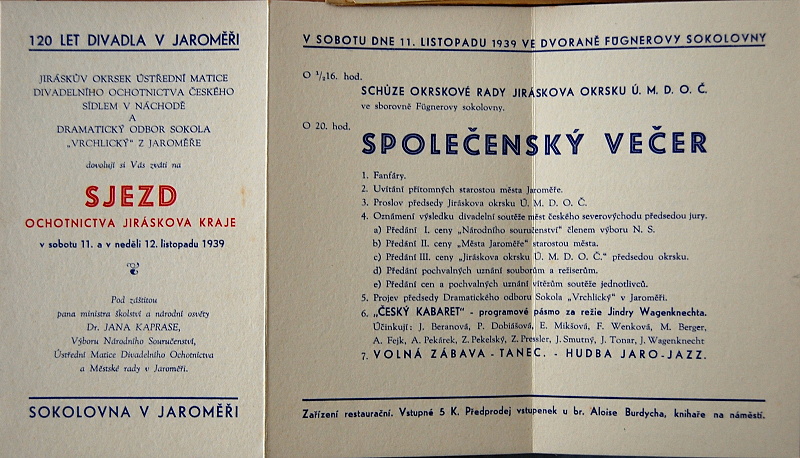 120 LET DIVADLA V JAROMĚŘI
JIRÁSKŮV OKRSEK ÚSTŘEDNÍ MATICE
DIVADELNÍHO OCHOTNICTVA ČESKÉHO
SÍDLEM V NÁCHODĚ
A
DRAMATICKÝ ODBOR SOKOLA
„VRCHLICKÝ" Z JAROMĚŘE
dovolují si Vás zváti na
SJEZD
OCHOTNICTVA JIRÁSKOVA KRAJE
v sobotu 11. a v neděli 12. listopadu 1939
Pod záštitou
pana ministra školství a národní osvěty
Dr. JANA KAPRASE,
Výboru Národního Souručenství,
Ústřední Matice Divadelního Ochotnictva
a Městské rady v Jaroměři.
SOKOLOVNA V JAROMĚŘI
V SOBOTU DNE 11. LISTOPADU 1939 VE DVORANĚ FÜGNEROVY SOKOLOVNY
O ½16. hod.
SCHŮZE OKRSKOVÉ RADY JIRÁSKOVA OKRSKU Ú. M. D. O. Č.
ve sborovně Fügnerovy sokolovny.
O 20. hod.
SPOLEČENSKÝ VEČER
1. Fanfáry.
2. Uvítání přítomných starostou města Jaroměře.
3. Proslov předsedy Jiráskova okrsku Ú. M. D. O. Č.
4. Oznámení výsledku divadelní soutěže měst českého severovýchodu předsedou jury.
a) Předání I. ceny „Národního souručenství" členem výboru N. S.
b) Předání II. ceny „Města Jaroměře" starostou města.
c) Předání III. ceny „Jiráskova okrsku Ú. M. D. O. Č." předsedou okrsku.
d) Předání pochvalných uznání souborům a režiserům.
e) Předání cen a pochvalných uznání vítězům soutěže jednotlivců.
5. Projev předsedy Dramatického odboru Sokola „Vrchlický" v Jaroměři.
6. „ČESKÝ KABARET" - programové pásmo za režie Jindry Wagenknechta.
Účinkují: J. Beranová, P. Dobiášová, E. Mikšová, F. Wenková, M. Berger,
A. Fejk, A. Pekárek, Z. Pekelský, Z. Pressler, J. Smutný, J. Tonar, J. Wagenknecht
7. VOLNÁ ZÁBAVA - TANEC. - HUDBA JARO-JAZZ.
Zařízení restaurační. Vstupné 5 K. Předprodej vstupenek u br. Aloise Burdycha, knihaře na náměstí.